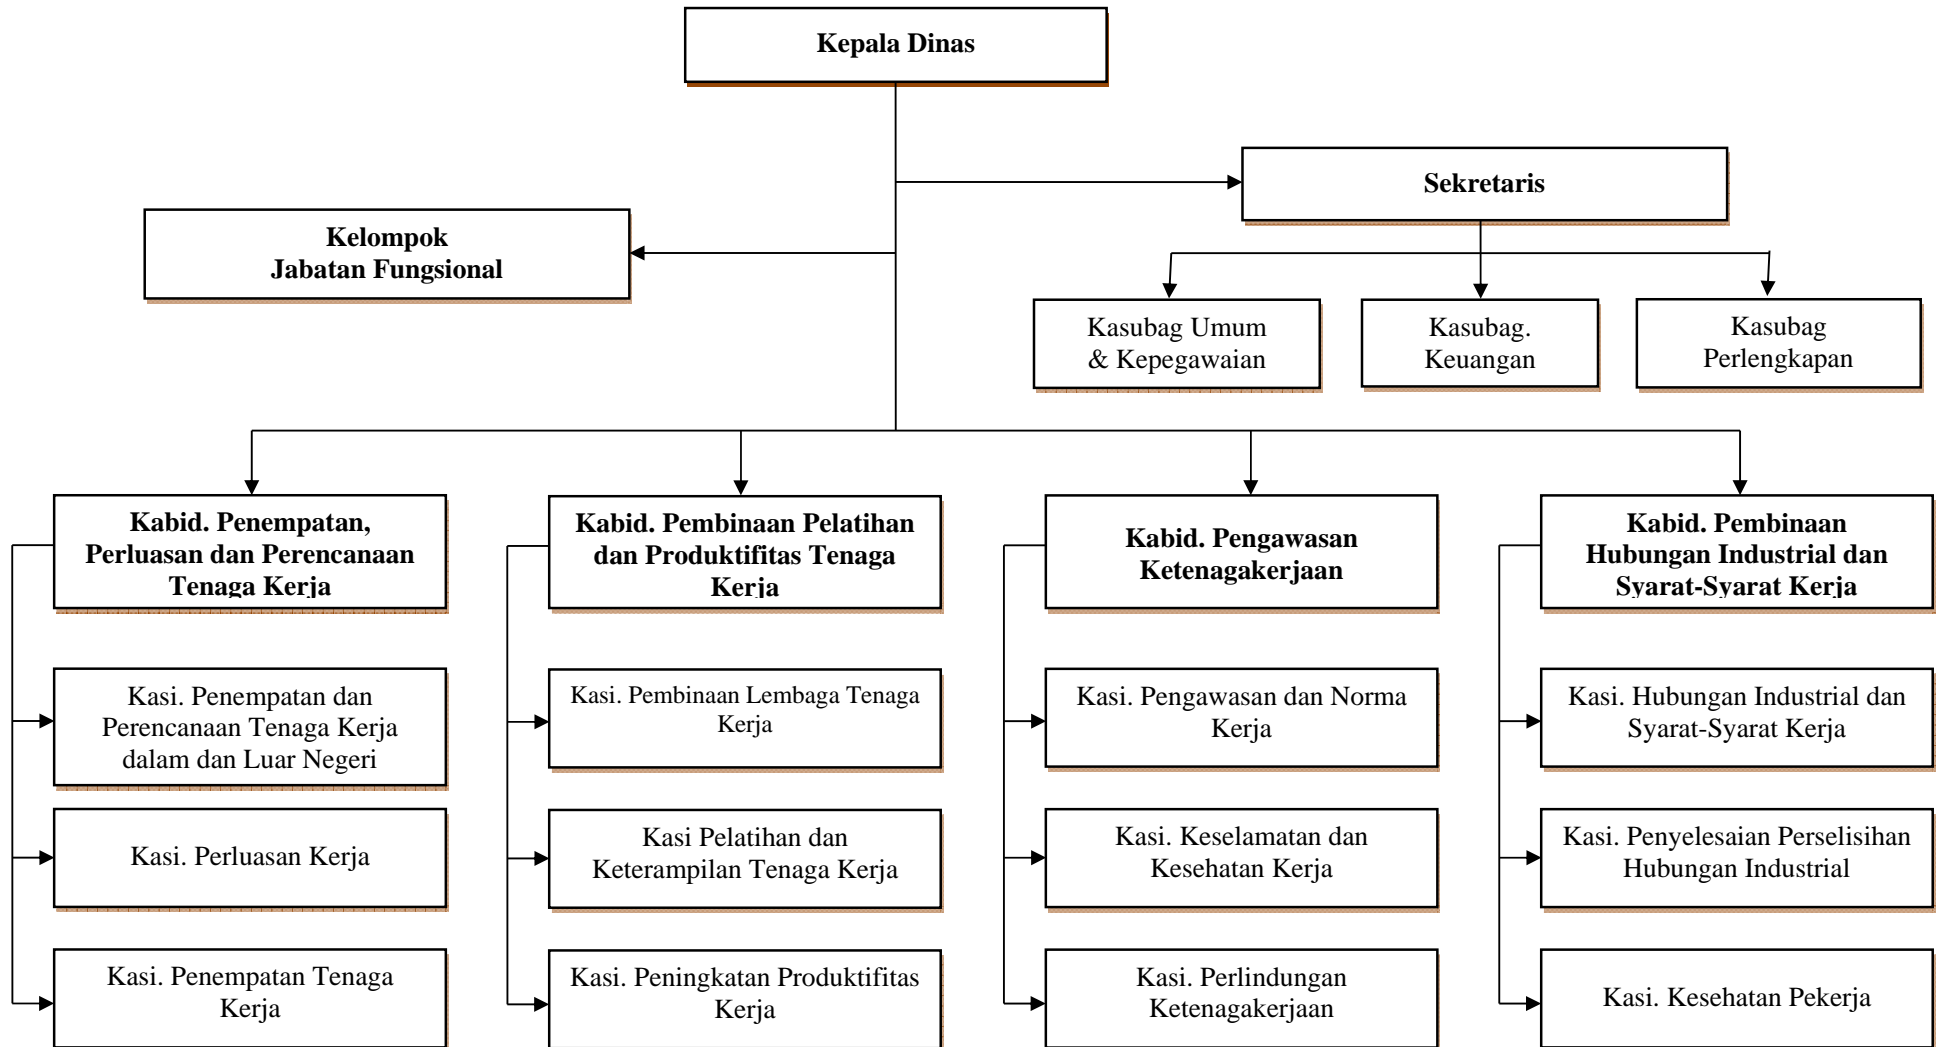 Kepala Dinas
Sekretaris
Kelompok
Jabatan Fungsional
Kasubag Umum
& Kepegawaian
Kasubag.
Keuangan
Kasubag
Perlengkapan
Kabid. Penempatan,
Perluasan dan Perencanaan
Tenaga Kerja
Kabid. Pembinaan Pelatihan
dan Produktifitas Tenaga
Kerja
Kabid. Pengawasan
Ketenagakerjaan
Kabid. Pembinaan
Hubungan Industrial dan
Syarat-Syarat Kerja
Kasi. Penempatan dan
Perencanaan Tenaga Kerja
dalam dan Luar Negeri
Kasi. Pembinaan Lembaga Tenaga
Kerja
Kasi. Pengawasan dan Norma
Kerja
Kasi. Hubungan Industrial dan
Syarat-Syarat Kerja
Kasi. Perluasan Kerja
Kasi Pelatihan dan
Keterampilan Tenaga Kerja
Kasi. Keselamatan dan
Kesehatan Kerja
Kasi. Penyelesaian Perselisihan
Hubungan Industrial
Kasi. Penempatan Tenaga
Kerja
Kasi. Peningkatan Produktifitas
Kerja
Kasi. Perlindungan
Ketenagakerjaan
Kasi. Kesehatan Pekerja